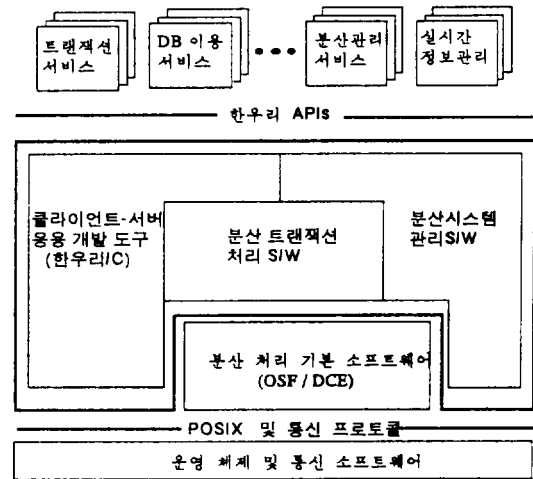 트랜잭션
서비스
DB 이용
서비스
분산관리
서비스
실시간
정보관리
한우리 APIs
클라이언트-서버
응용 개발 도구
(한우리/C)
분산 트랜잭션
처리 S/W
분산시스템
관리S/W
분산 처리 기본 소프트웨어
(OSF / DCE)
POSIX 및 통신 프로토콜
운영 체제 및 통신 소프트웨어